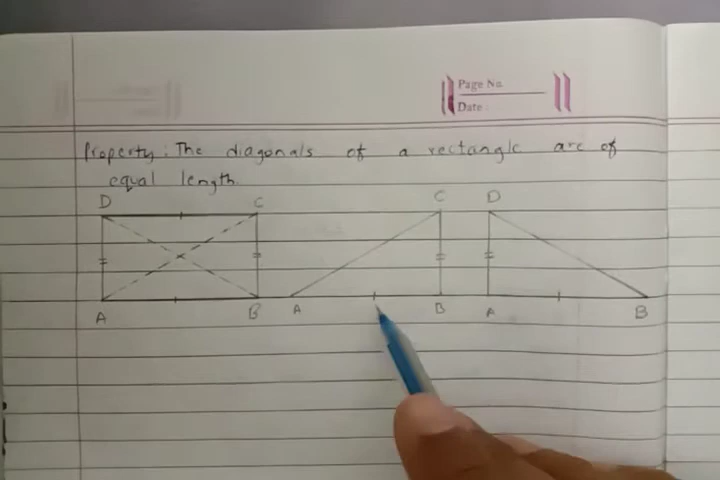 Page No.
Date :
Property : The diagonals of a rectangle are of
equal length.
D C C D
A B A B A B